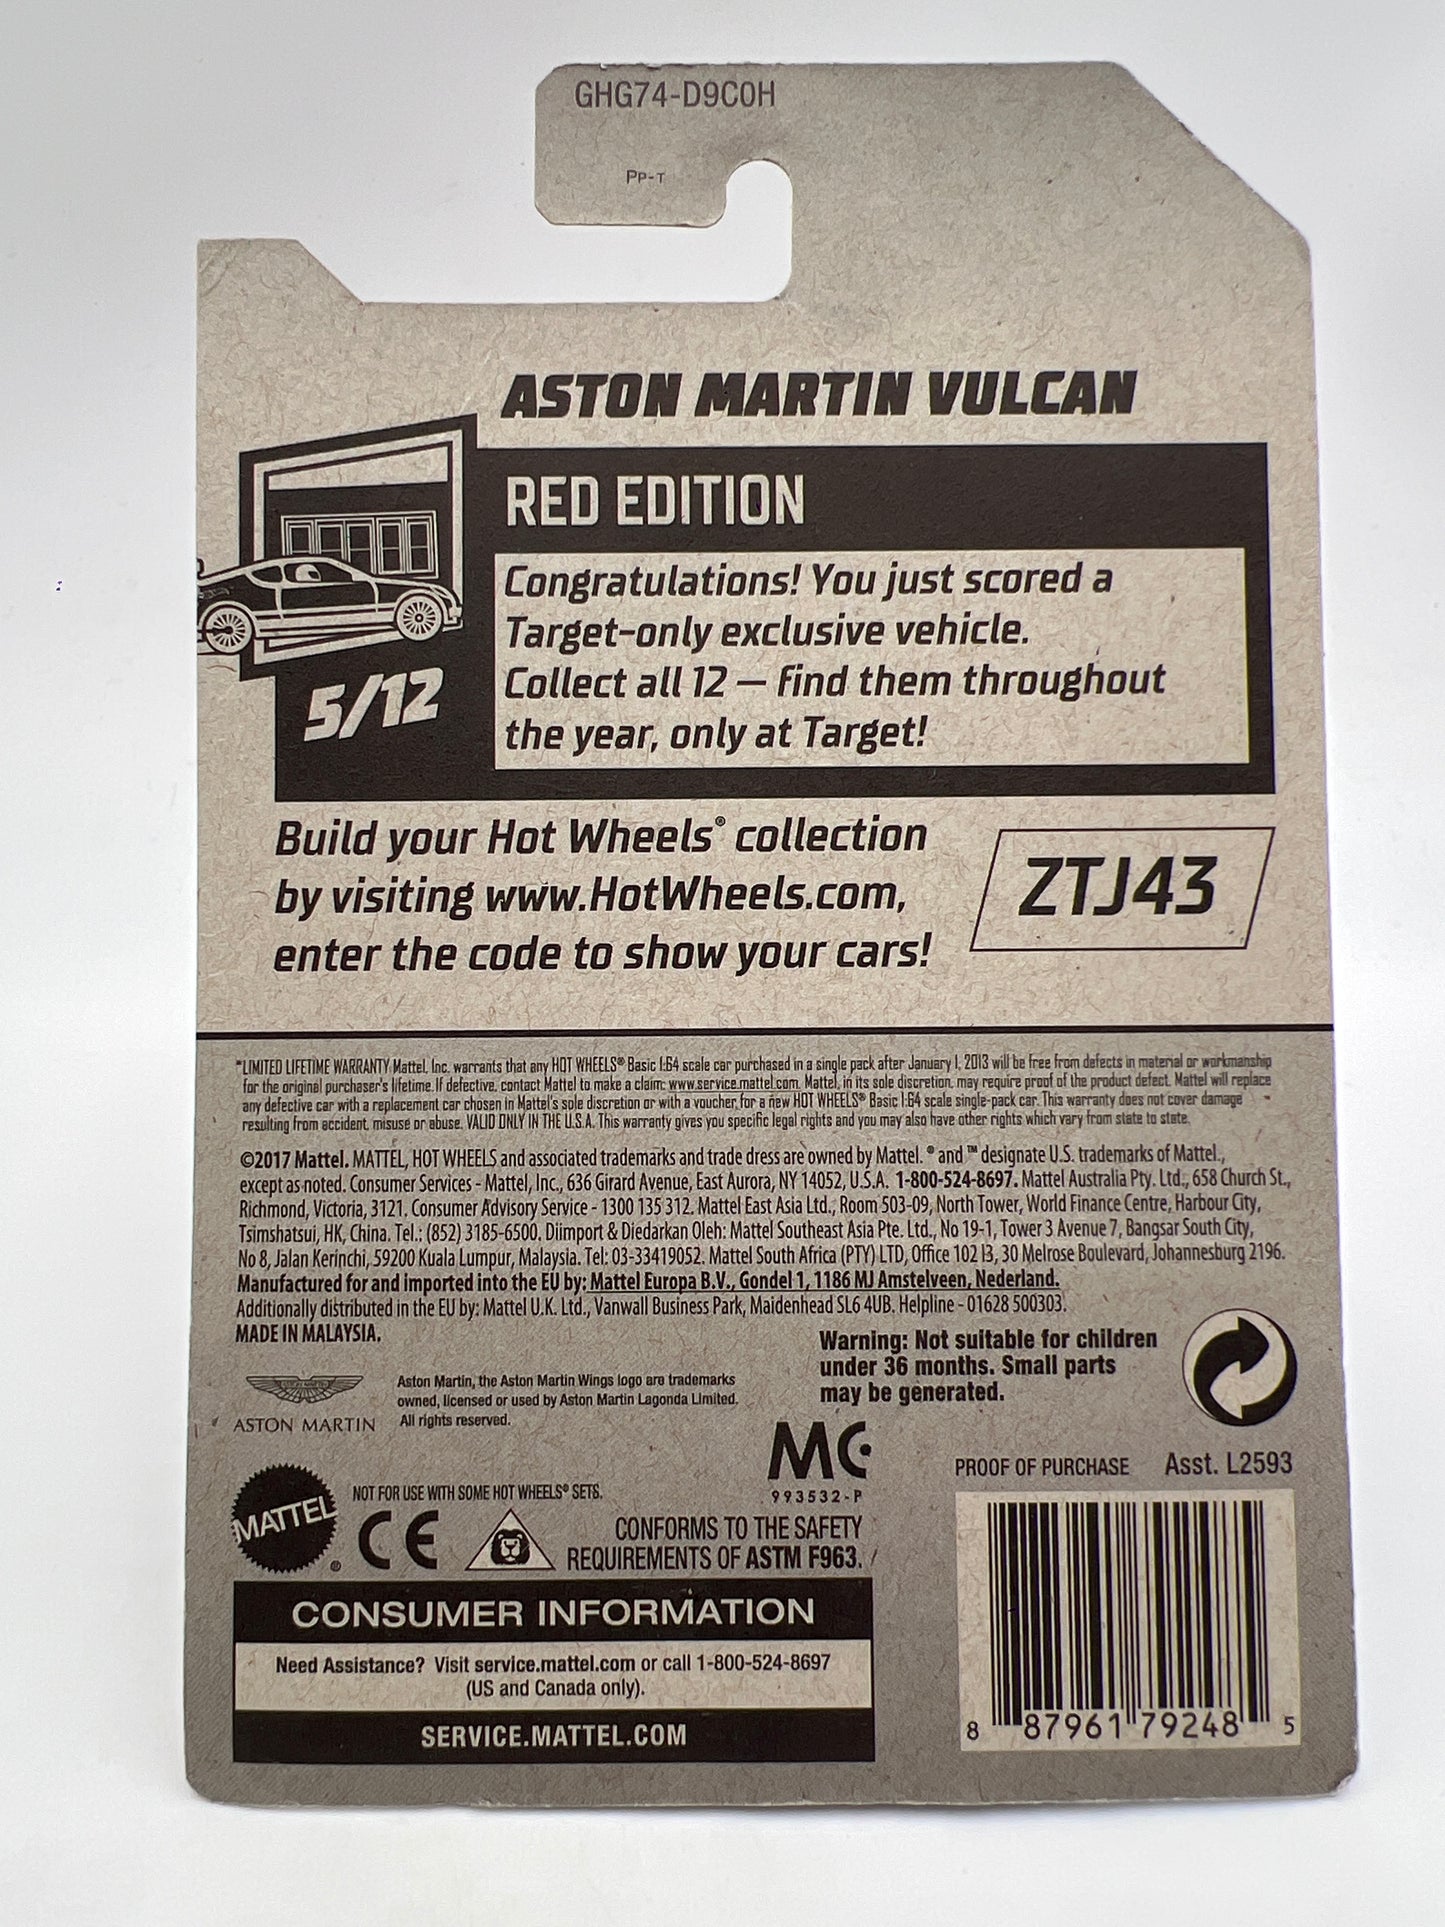 GHG74-D9C0H
PP-T
ASTON MARTIN VULCAN
RED EDITION
Congratulations! You just scored a
Target-only exclusive vehicle.
Collect all 12 — find them throughout
the year, only at Target!
5/12
Build your Hot Wheels® collection
by visiting www.HotWheels.com,
enter the code to show your cars!
ZTJ43
*LIMITED LIFETIME WARRANTY Mattel, Inc. warrants that any HOT WHEELS® Basic 1:64 scale car purchased in a single pack after January 1, 2013 will be free from defects in material or workmanship
for the original purchaser's lifetime. If defective, contact Mattel to make a claim: www.service.mattel.com. Mattel, in its sole discretion, may require proof of the product defect. Mattel will replace
any defective car with a replacement car chosen in Mattel's sole discretion or with a voucher for a new HOT WHEELS® Basic 1:64 scale single-pack car. This warranty does not cover damage
resulting from accident, misuse or abuse. VALID ONLY IN THE U.S.A. This warranty gives you specific legal rights and you may also have other rights which vary from state to state.
©2017 Mattel. MATTEL, HOT WHEELS and associated trademarks and trade dress are owned by Mattel. ® and ™ designate U.S. trademarks of Mattel.,
except as noted. Consumer Services - Mattel, Inc., 636 Girard Avenue, East Aurora, NY 14052, U.S.A. 1-800-524-8697. Mattel Australia Pty. Ltd., 658 Church St.,
Richmond, Victoria, 3121. Consumer Advisory Service - 1300 135 312. Mattel East Asia Ltd., Room 503-09, North Tower, World Finance Centre, Harbour City,
Tsimshatsui, HK, China. Tel.: (852) 3185-6500. Diimport & Diedarkan Oleh: Mattel Southeast Asia Pte. Ltd., No 19-1, Tower 3 Avenue 7, Bangsar South City,
No 8, Jalan Kerinchi, 59200 Kuala Lumpur, Malaysia. Tel: 03-33419052. Mattel South Africa (PTY) LTD, Office 102 I3, 30 Melrose Boulevard, Johannesburg 2196.
Manufactured for and imported into the EU by: Mattel Europa B.V., Gondel 1, 1186 MJ Amstelveen, Nederland.
Additionally distributed in the EU by: Mattel U.K. Ltd., Vanwall Business Park, Maidenhead SL6 4UB. Helpline - 01628 500303.
MADE IN MALAYSIA.
Warning: Not suitable for children
under 36 months. Small parts
may be generated.
ASTON MARTIN
ASTON MARTIN
Aston Martin, the Aston Martin Wings logo are trademarks
owned, licensed or used by Aston Martin Lagonda Limited.
All rights reserved.
MC
993532-P
PROOF OF PURCHASE Asst. L2593
MATTEL®
NOT FOR USE WITH SOME HOT WHEELS® SETS.
CE
CONFORMS TO THE SAFETY
REQUIREMENTS OF ASTM F963.
CONSUMER INFORMATION
Need Assistance? Visit service.mattel.com or call 1-800-524-8697
(US and Canada only).
SERVICE.MATTEL.COM
8 87961 79248 5